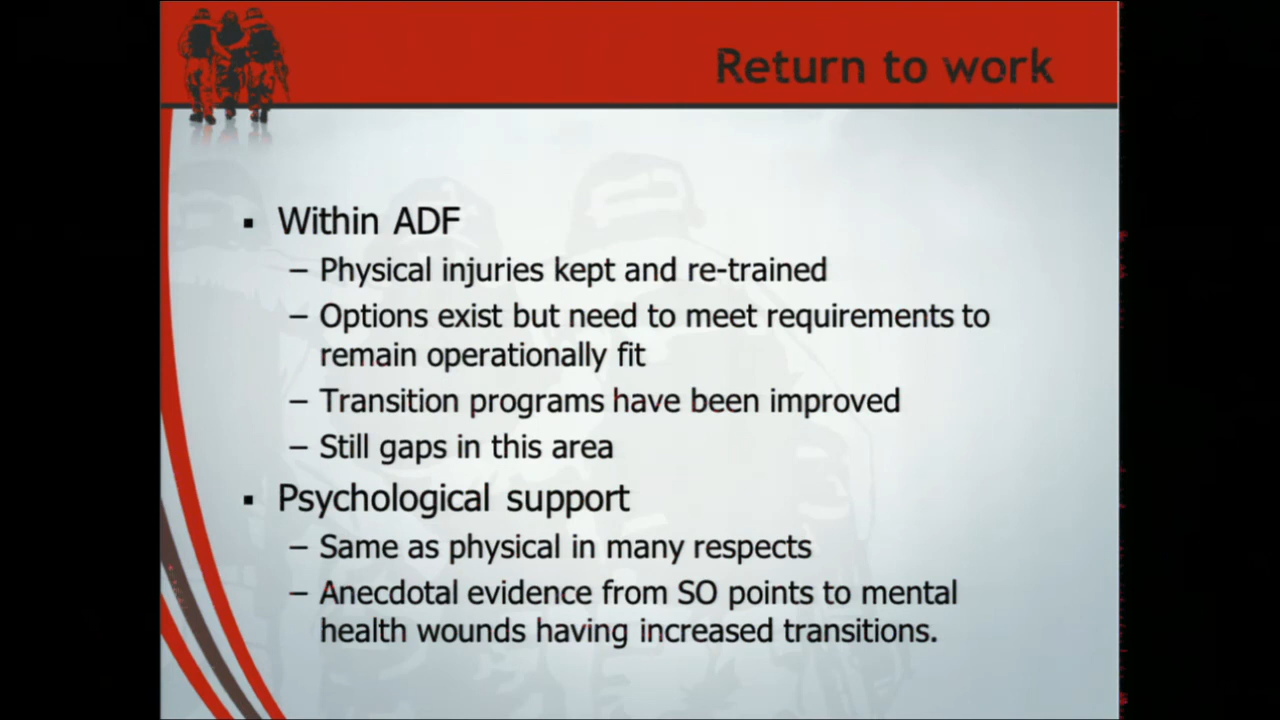 Return to work
▪ Within ADF
– Physical injuries kept and re-trained
– Options exist but need to meet requirements to
remain operationally fit
– Transition programs have been improved
– Still gaps in this area
▪ Psychological support
– Same as physical in many respects
– Anecdotal evidence from SO points to mental
health wounds having increased transitions.